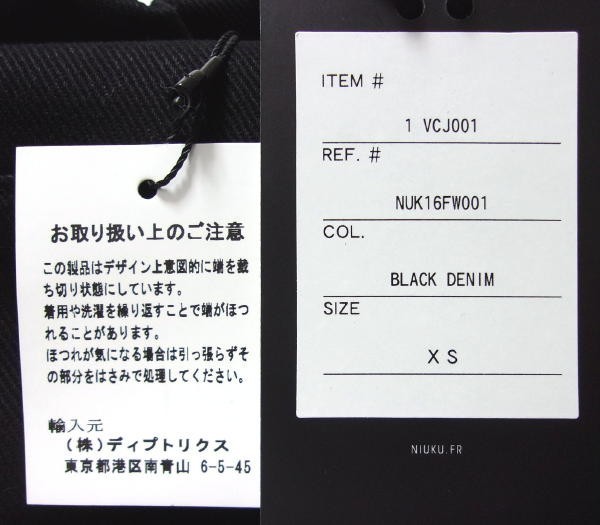 お取り扱い上のご注意
この製品はデザイン上意図的に端を裁
ち切り状態にしています。
着用や洗濯を繰り返すことで端がほつ
れることがあります。
ほつれが気になる場合は引っ張らずそ
の部分をはさみで処理してください。
輸入元
(株)ディプトリクス
東京都港区南青山 6-5-45
ITEM #
1 VCJ001
REF. #
NUK16FW001
COL.
BLACK DENIM
SIZE
XS
NIUKU.FR